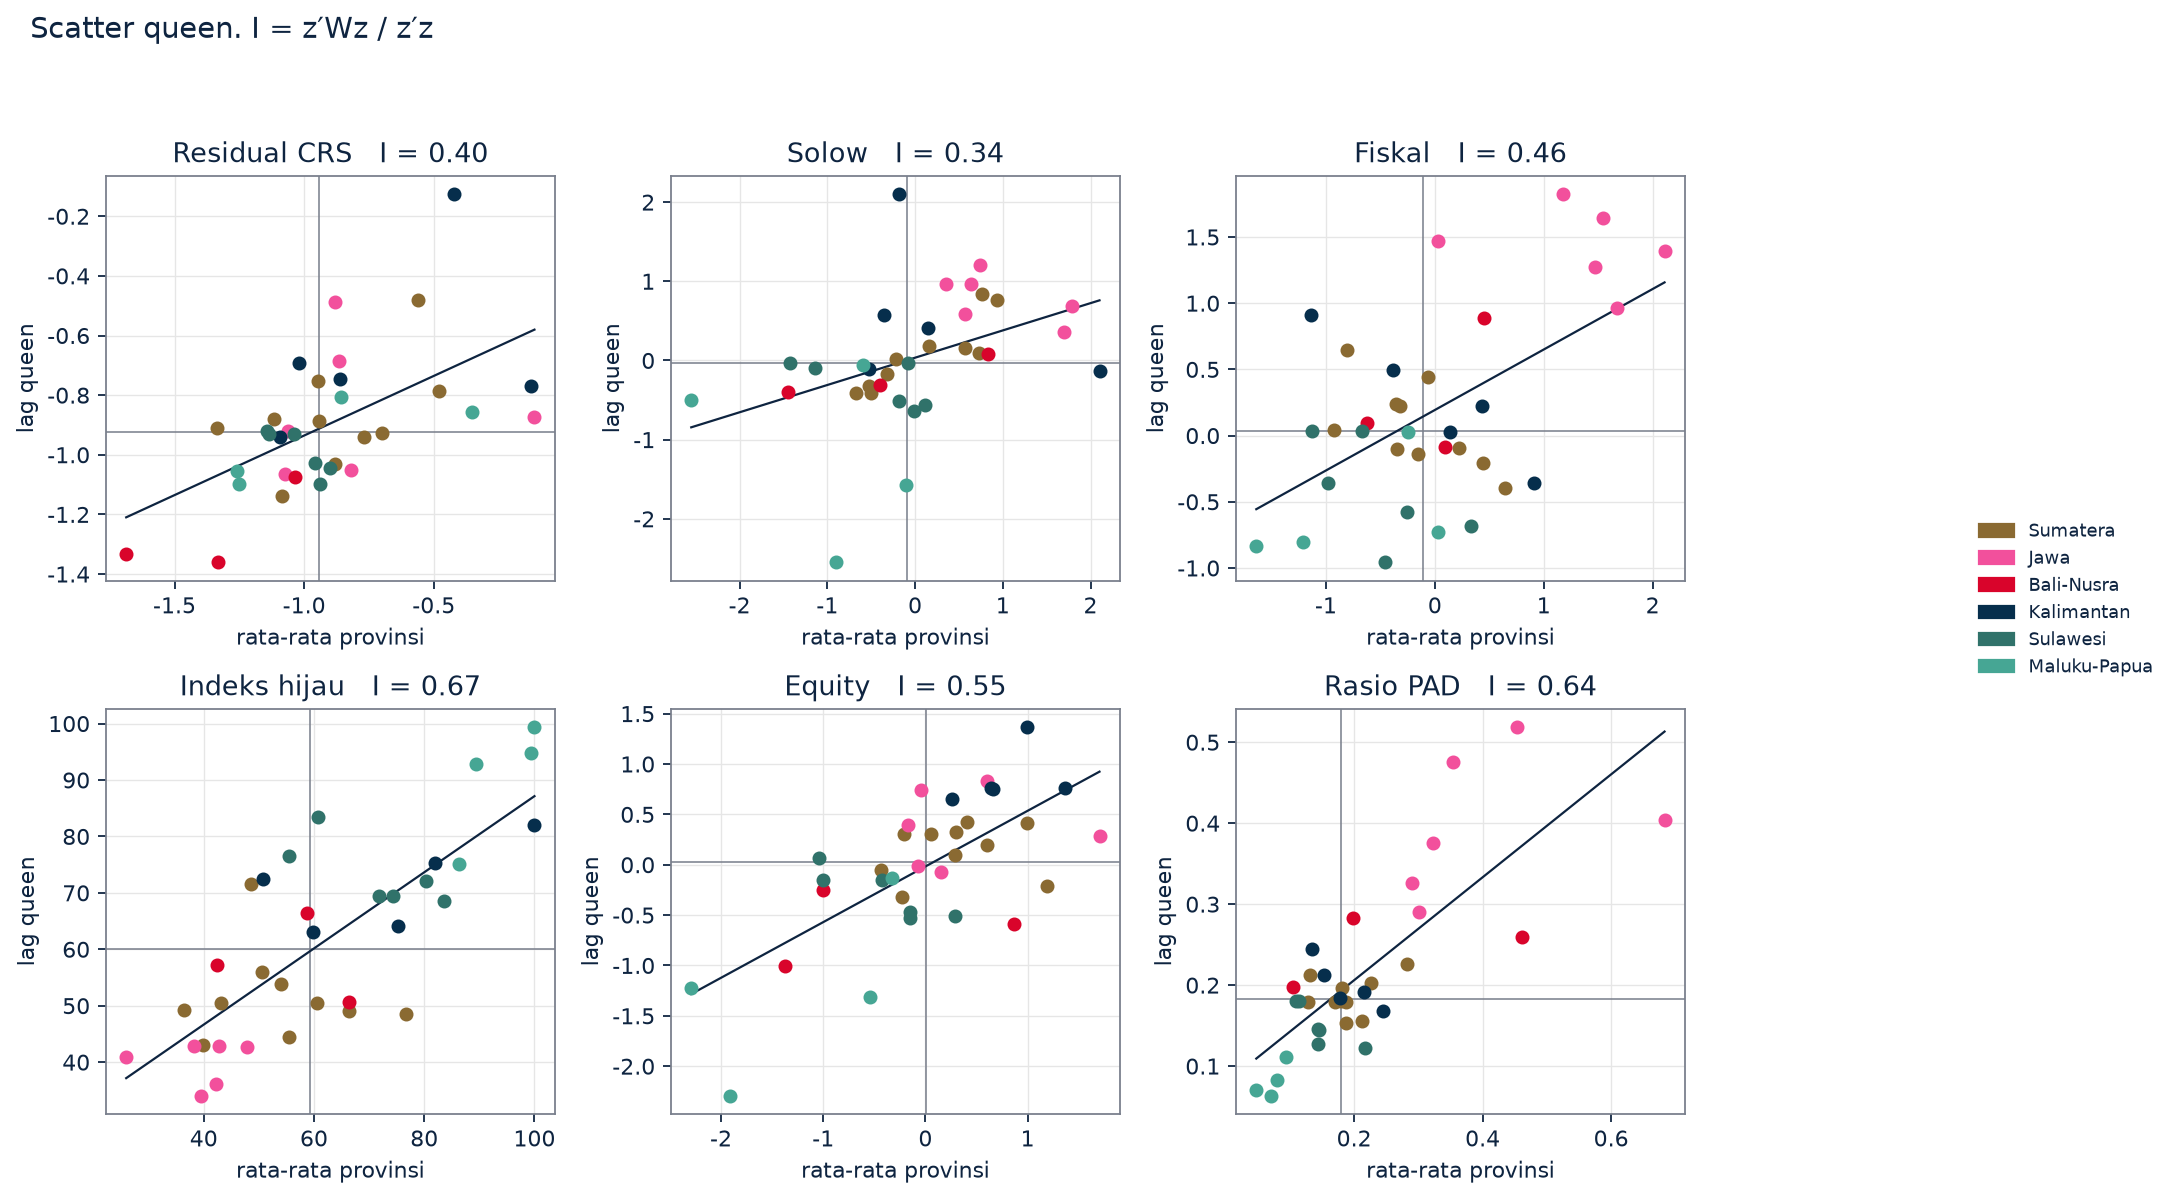 Scatter queen. I = z′Wz / z′z
Residual CRS I = 0.40
-0.2
-0.4
-0.6
-0.8
-1.0
-1.2
-1.4
lag queen
-1.5 -1.0 -0.5
rata-rata provinsi
Solow I = 0.34
2
1
0
-1
-2
lag queen
-2 -1 0 1 2
rata-rata provinsi
Fiskal I = 0.46
1.5
1.0
0.5
0.0
-0.5
-1.0
lag queen
-1 0 1 2
rata-rata provinsi
Sumatera
Jawa
Bali-Nusra
Kalimantan
Sulawesi
Maluku-Papua
Indeks hijau I = 0.67
100
90
80
70
60
50
40
lag queen
40 60 80 100
rata-rata provinsi
Equity I = 0.55
1.5
1.0
0.5
0.0
-0.5
-1.0
-1.5
-2.0
lag queen
-2 -1 0 1
rata-rata provinsi
Rasio PAD I = 0.64
0.5
0.4
0.3
0.2
0.1
lag queen
0.2 0.4 0.6
rata-rata provinsi